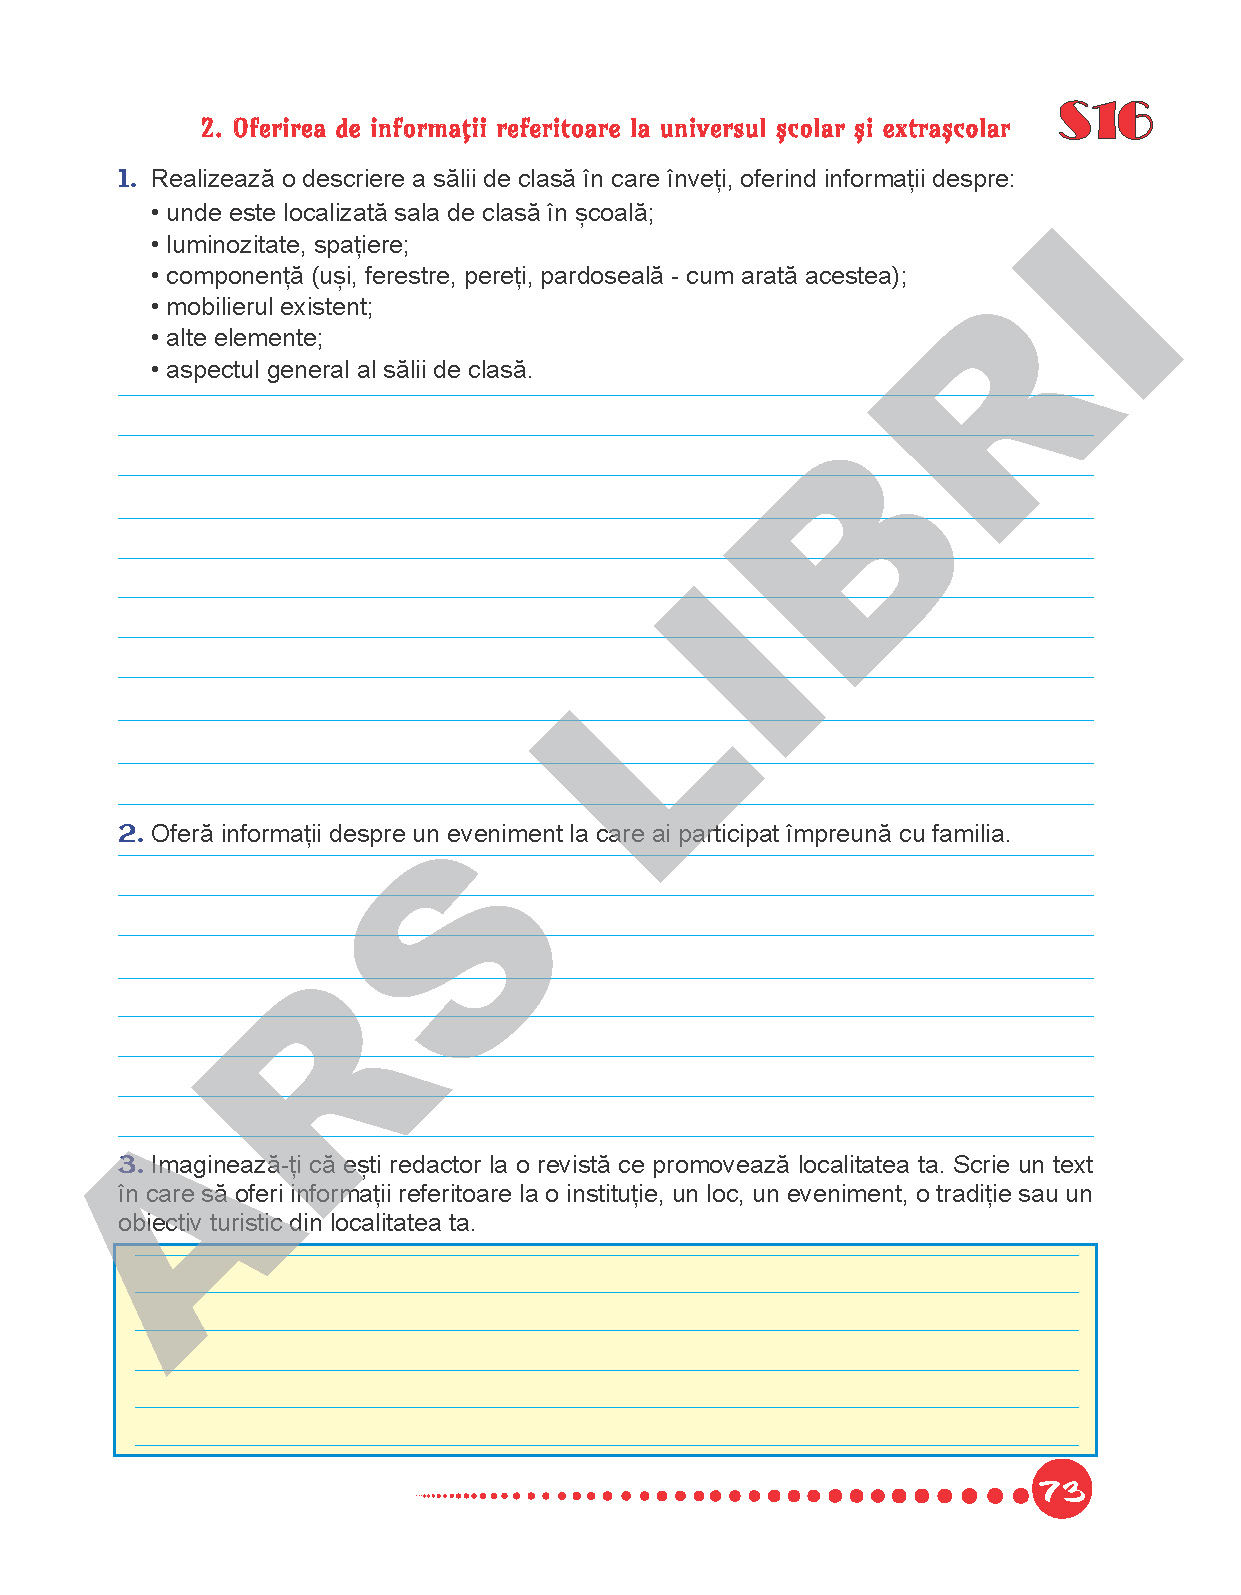 2. Oferirea de informații referitoare la universul școlar și extrașcolar
S16
1. Realizează o descriere a sălii de clasă în care înveți, oferind informații despre:
• unde este localizată sala de clasă în școală;
• luminozitate, spațiere;
• componență (uși, ferestre, pereți, pardoseală - cum arată acestea);
• mobilierul existent;
• alte elemente;
• aspectul general al sălii de clasă.
2. Oferă informații despre un eveniment la care ai participat împreună cu familia.
3. Imaginează-ți că ești redactor la o revistă ce promovează localitatea ta. Scrie un text
în care să oferi informații referitoare la o instituție, un loc, un eveniment, o tradiție sau un
obiectiv turistic din localitatea ta.
73
ARS LIBRI